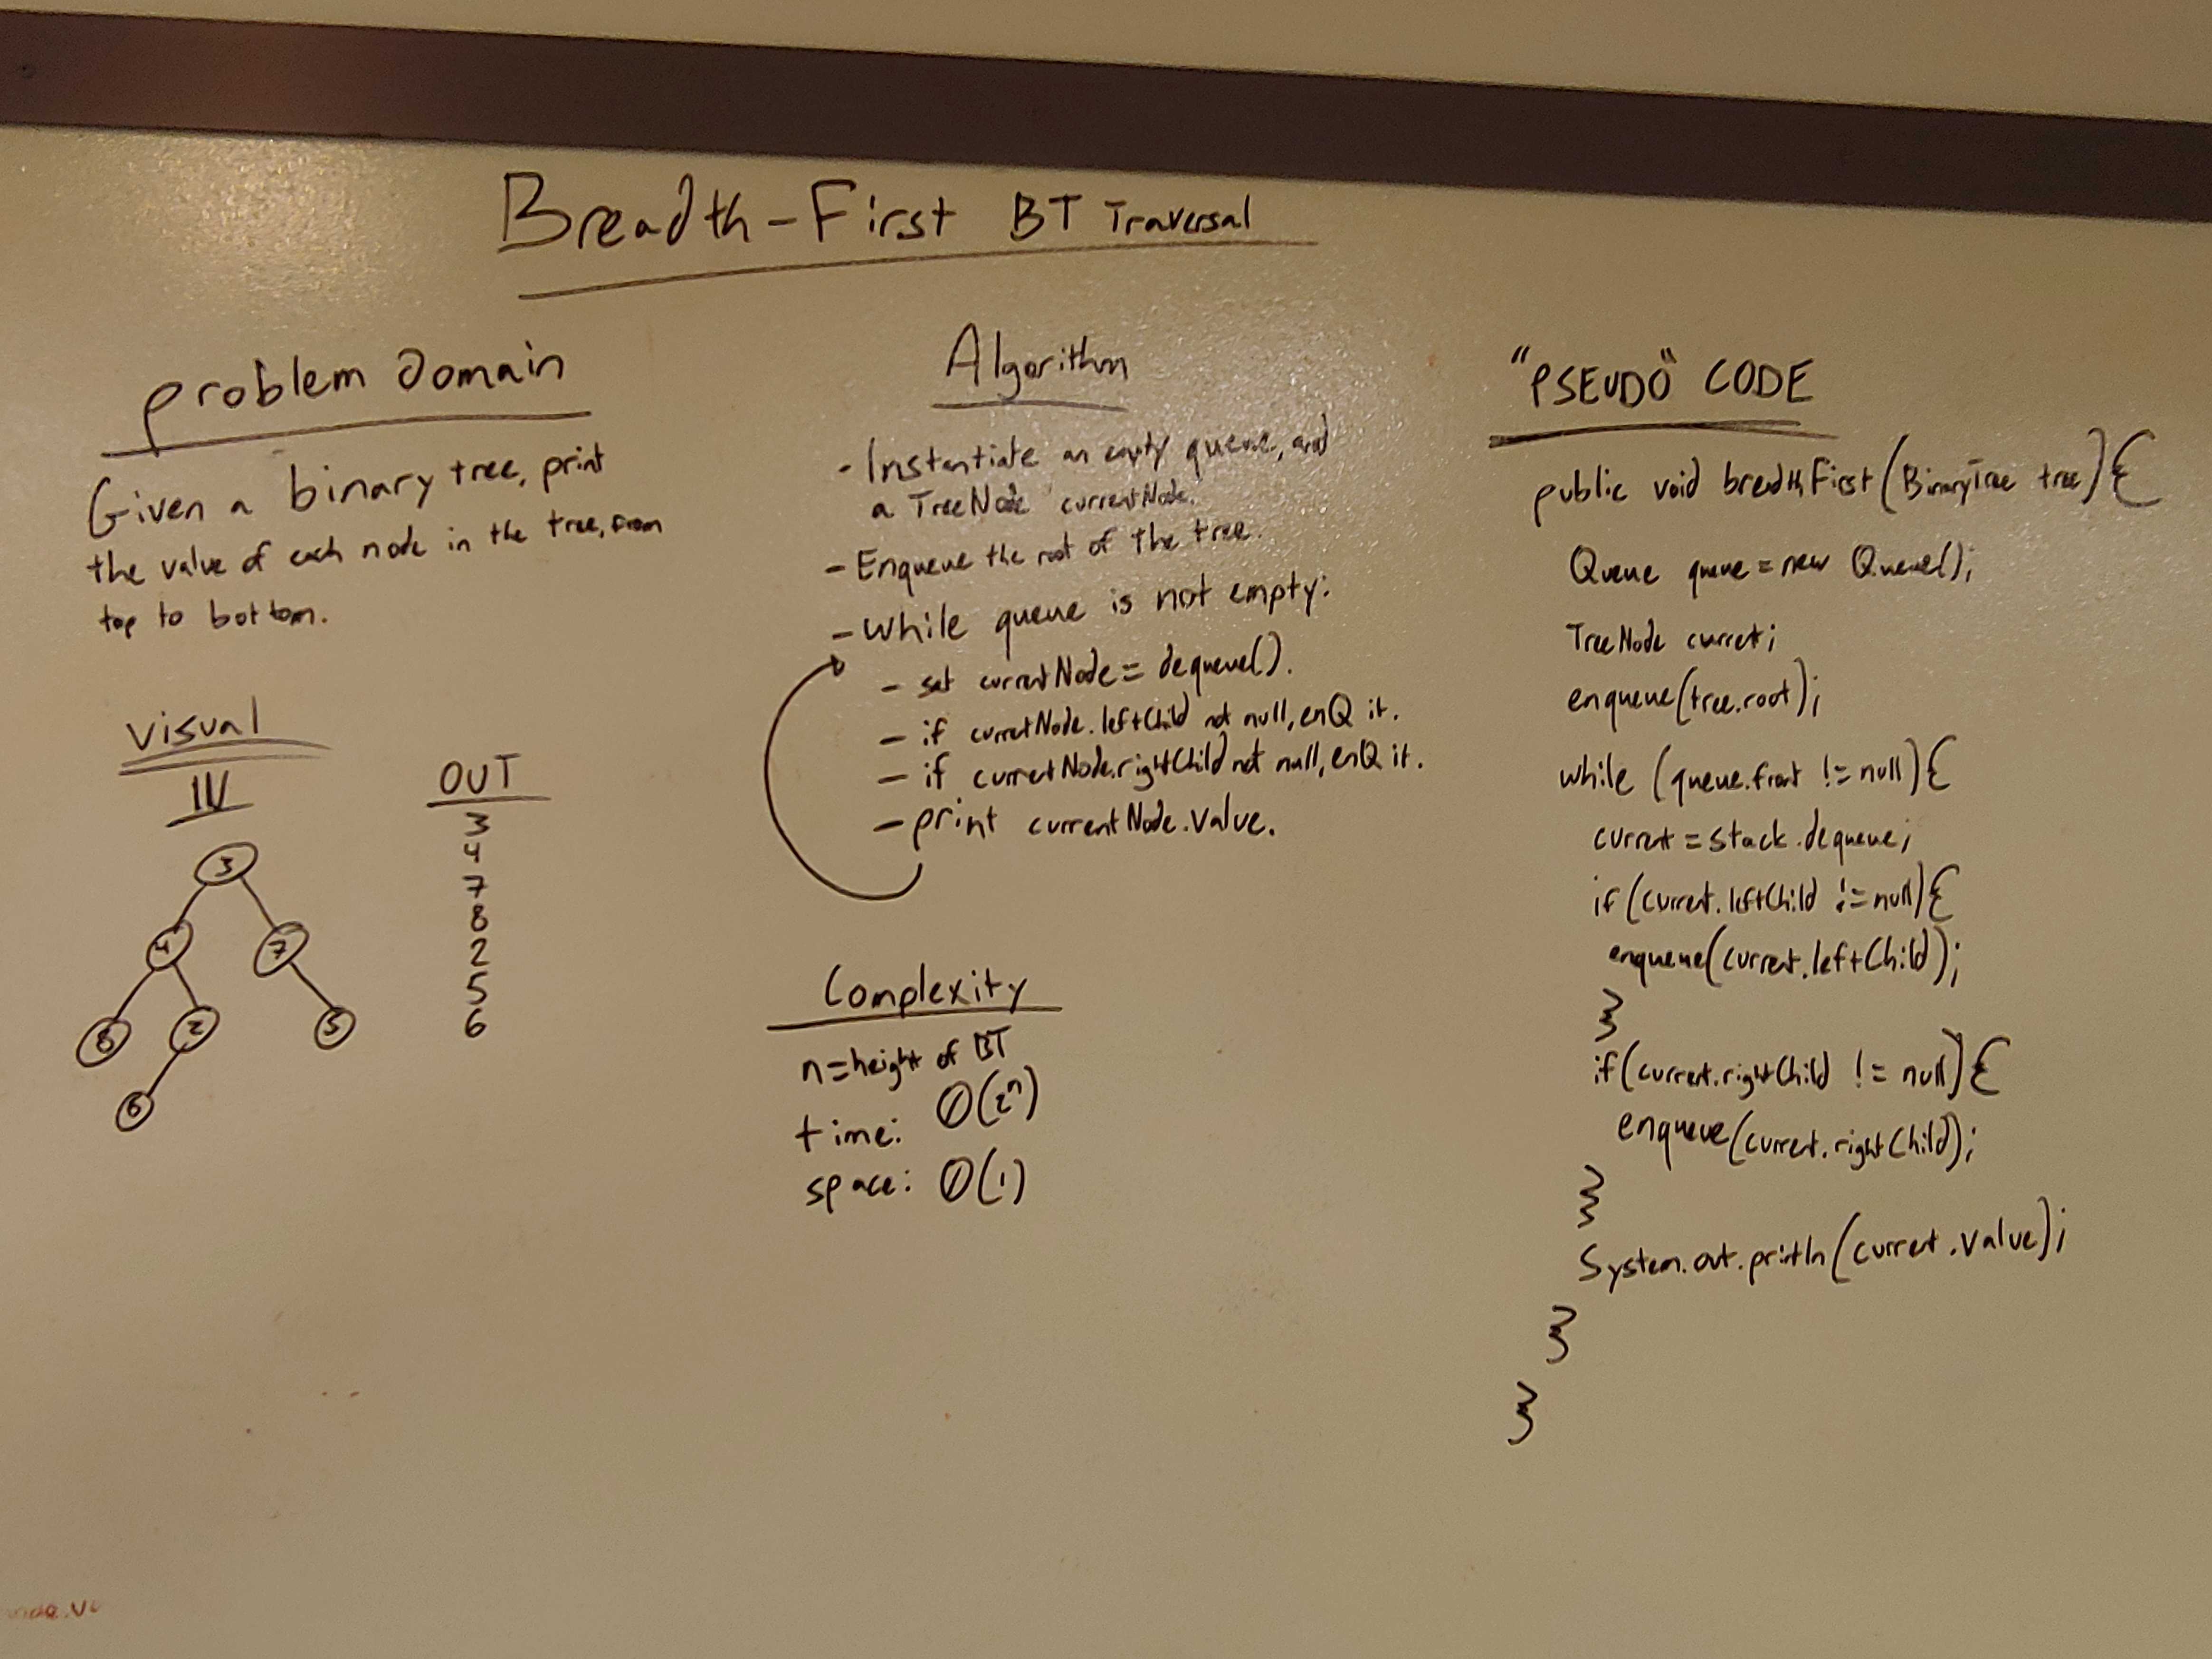 Breadth-First BT Traversal
problem domain
Given a binary tree, print
the value of each node in the tree, from
top to bottom.
Visual
IN
3
4 7
8 2 5
6
OUT
3
4
7
8
2
5
6
Algorithm
- Instantiate an empty queue, and
a TreeNode currentNode.
- Enqueue the root of the tree.
- While queue is not empty:
- set currentNode = dequeue().
- if currentNode.leftChild not null, enQ it.
- if currentNode.rightChild not null, enQ it.
- print currentNode.value.
Complexity
n = height of BT
time: O(2^n)
space: O(1)
"PSEUDO" CODE
public void breadthFirst(BinaryTree tree){
Queue queue = new Queue();
TreeNode current;
enqueue(tree.root);
while (queue.front != null){
current = stack.dequeue;
if(current.leftChild != null){
enqueue(current.leftChild);
}
if(current.rightChild != null){
enqueue(current.rightChild);
}
System.out.println(current.value);
}
}